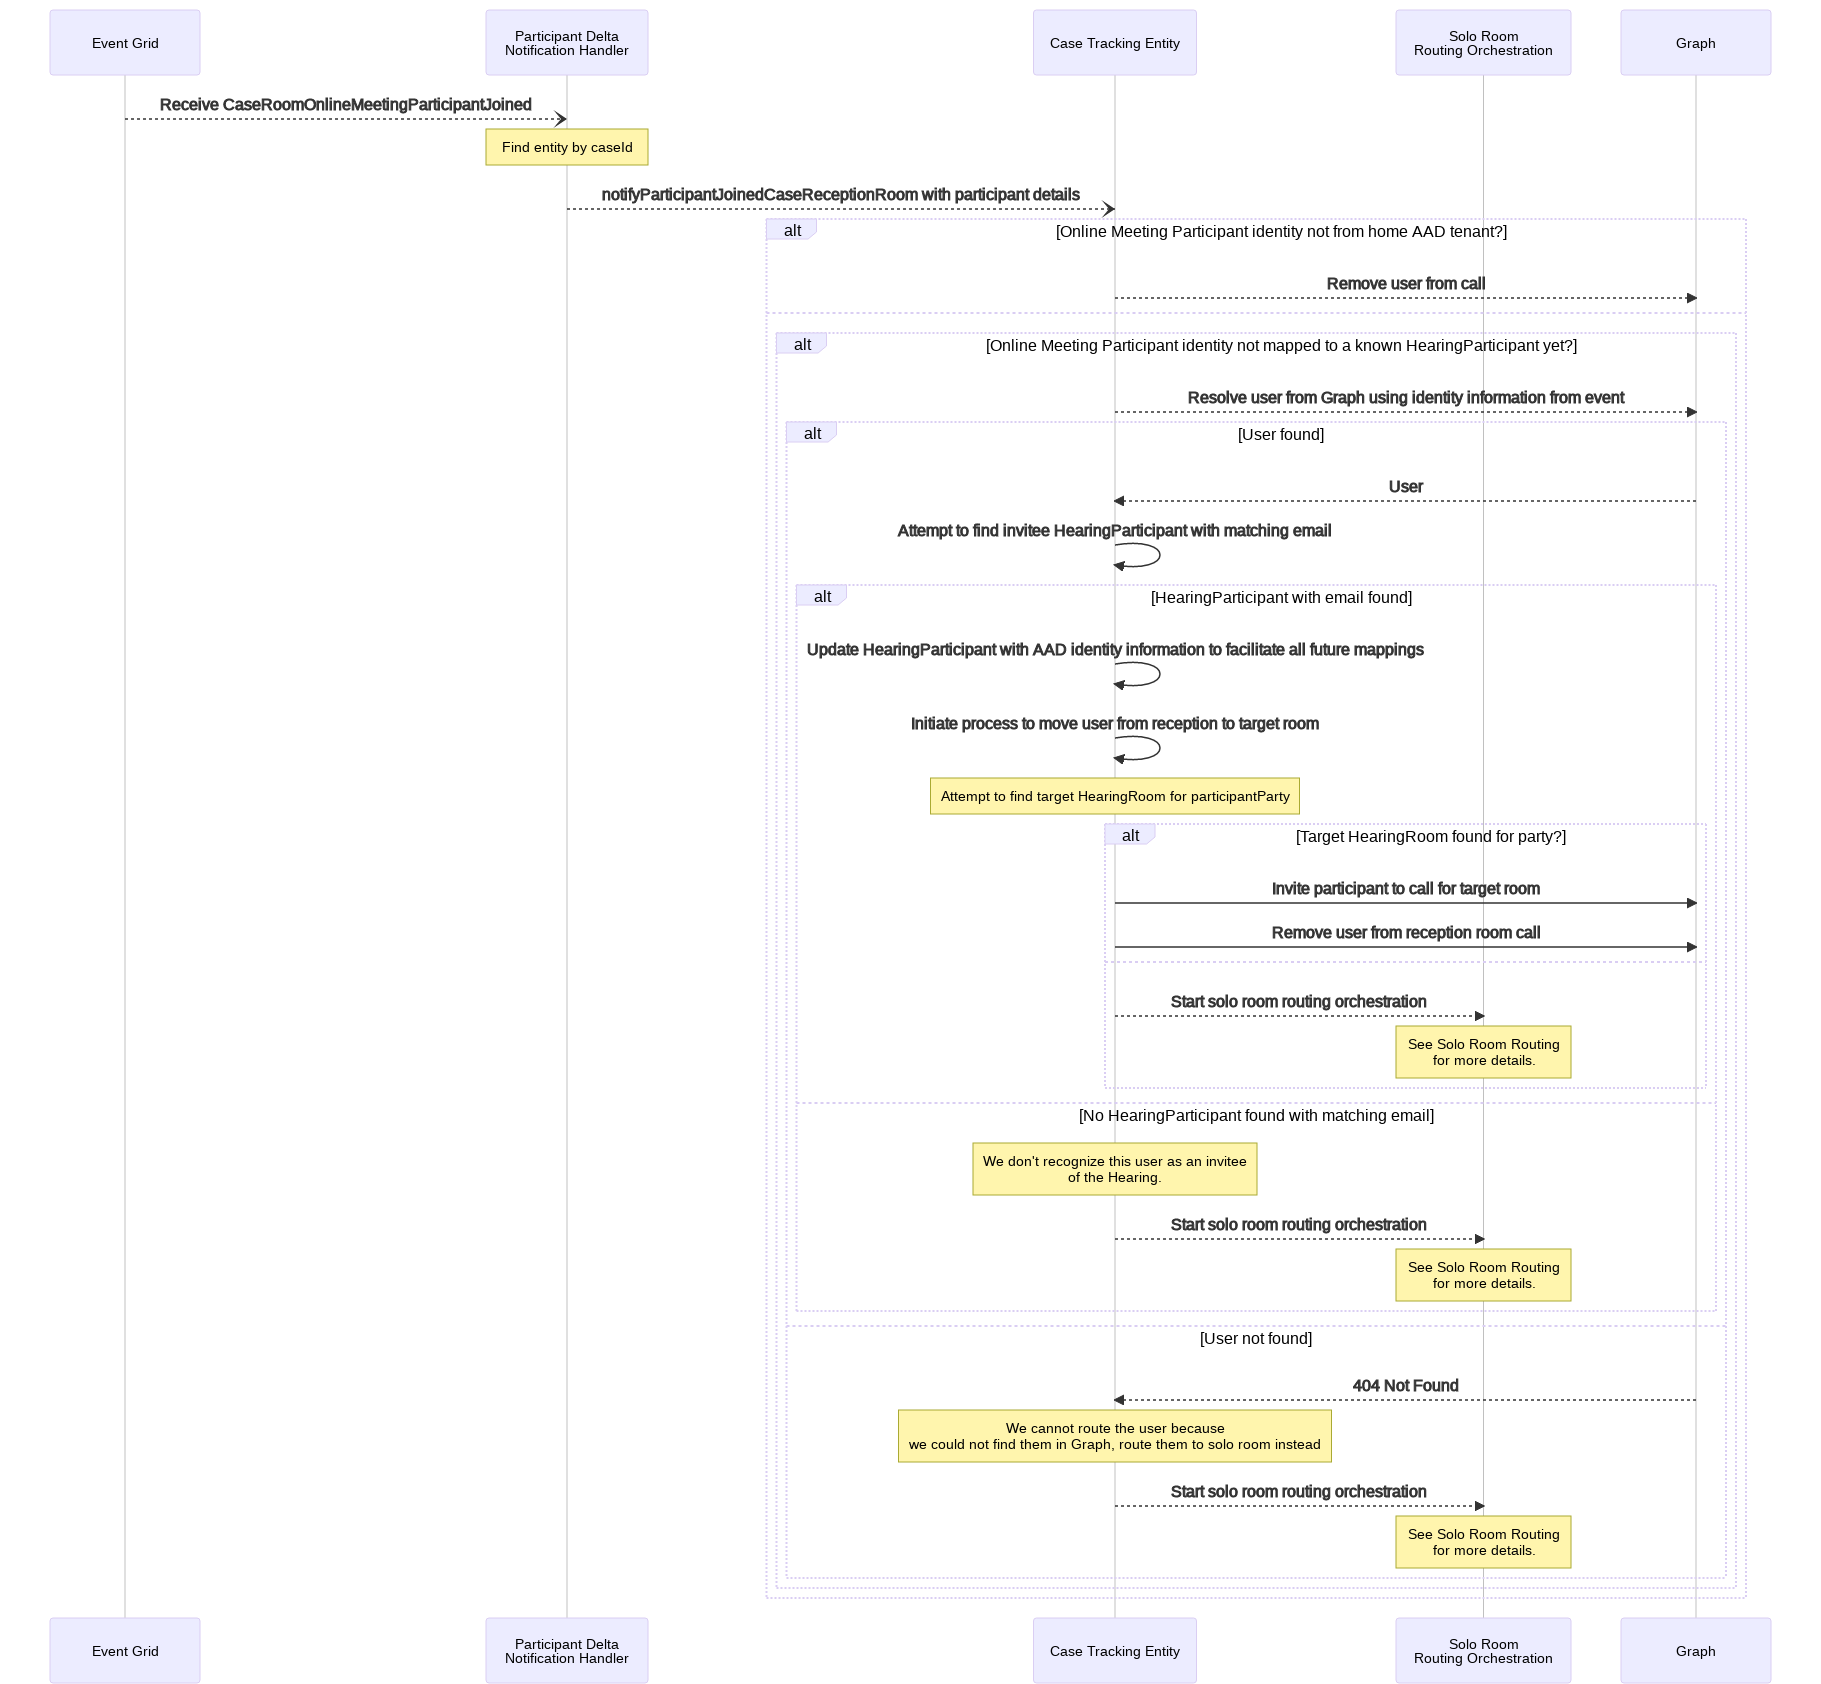 Event Grid
Participant Delta
Notification Handler
Case Tracking Entity
Solo Room
Routing Orchestration
Graph
Receive CaseRoomOnlineMeetingParticipantJoined
Find entity by caseId
notifyParticipantJoinedCaseReceptionRoom with participant details
alt
[Online Meeting Participant identity not from home AAD tenant?]
Remove user from call
alt
[Online Meeting Participant identity not mapped to a known HearingParticipant yet?]
Resolve user from Graph using identity information from event
alt
[User found]
User
Attempt to find invitee HearingParticipant with matching email
alt
[HearingParticipant with email found]
Update HearingParticipant with AAD identity information to facilitate all future mappings
Initiate process to move user from reception to target room
Attempt to find target HearingRoom for participantParty
alt
[Target HearingRoom found for party?]
Invite participant to call for target room
Remove user from reception room call
Start solo room routing orchestration
See Solo Room Routing
for more details.
[No HearingParticipant found with matching email]
We don't recognize this user as an invitee
of the Hearing.
Start solo room routing orchestration
See Solo Room Routing
for more details.
[User not found]
404 Not Found
We cannot route the user because
we could not find them in Graph, route them to solo room instead
Start solo room routing orchestration
See Solo Room Routing
for more details.
Event Grid
Participant Delta
Notification Handler
Case Tracking Entity
Solo Room
Routing Orchestration
Graph